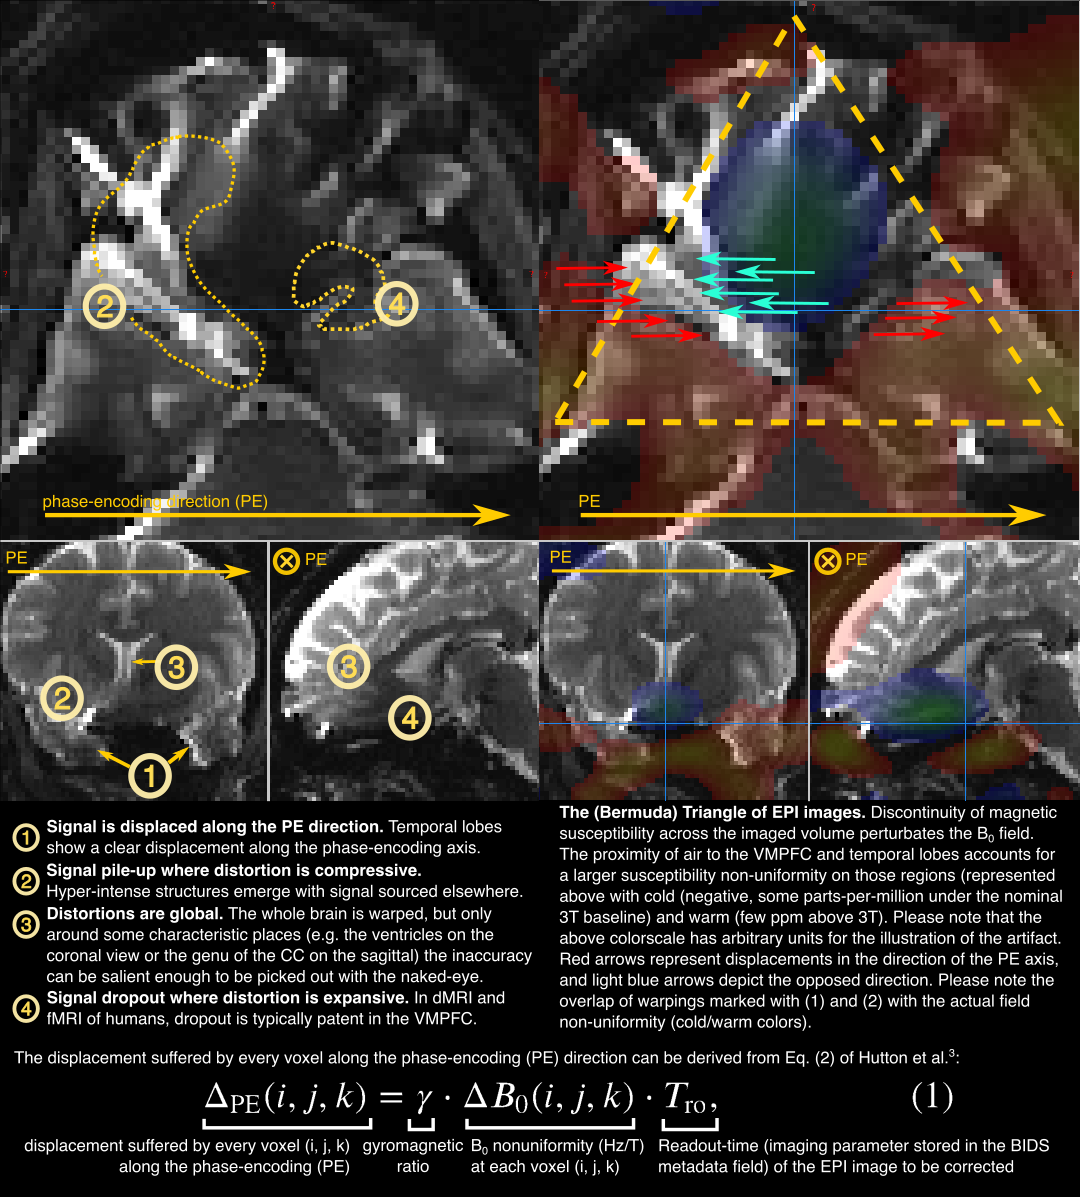 ?
?
?
?
?
?
2
4
phase-encoding direction (PE)
PE
PE
PE
PE
PE
3
2
1
3
4
1 Signal is displaced along the PE direction. Temporal lobes
show a clear displacement along the phase-encoding axis.
2 Signal pile-up where distortion is compressive.
Hyper-intense structures emerge with signal sourced elsewhere.
3 Distortions are global. The whole brain is warped, but only
around some characteristic places (e.g. the ventricles on the
coronal view or the genu of the CC on the sagittal) the inaccuracy
can be salient enough to be picked out with the naked-eye.
4 Signal dropout where distortion is expansive. In dMRI and
fMRI of humans, dropout is typically patent in the VMPFC.
The (Bermuda) Triangle of EPI images. Discontinuity of magnetic
susceptibility across the imaged volume perturbates the B₀ field.
The proximity of air to the VMPFC and temporal lobes accounts for
a larger susceptibility non-uniformity on those regions (represented
above with cold (negative, some parts-per-million under the nominal
3T baseline) and warm (few ppm above 3T). Please note that the
above colorscale has arbitrary units for the illustration of the artifact.
Red arrows represent displacements in the direction of the PE axis,
and light blue arrows depict the opposed direction. Please note the
overlap of warpings marked with (1) and (2) with the actual field
non-uniformity (cold/warm colors).
The displacement suffered by every voxel along the phase-encoding (PE) direction can be derived from Eq. (2) of Hutton et al.³:
Δ_PE(i, j, k) = γ · ΔB₀(i, j, k) · T_ro, (1)
displacement suffered by every voxel (i, j, k)
along the phase-encoding (PE)
gyromagnetic
ratio
B₀ nonuniformity (Hz/T)
at each voxel (i, j, k)
Readout-time (imaging parameter stored in the BIDS
metadata field) of the EPI image to be corrected